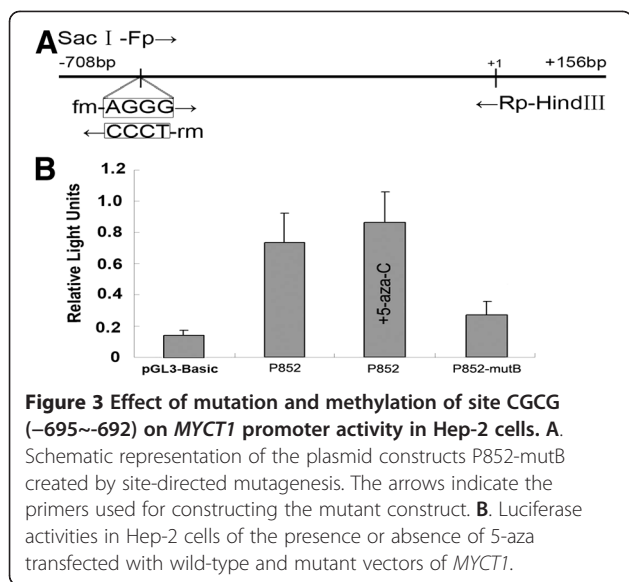 A
Sac I -Fp→
-708bp
+1
+156bp
fm-AGGG→
←CCCT-rm
←Rp-HindIII
B
Relative Light Units
1.2
1.0
0.8
0.6
0.4
0.2
0
+5-aza-C
pGL3-Basic
P852
P852
P852-mutB
Figure 3 Effect of mutation and methylation of site CGCG
(−695~-692) on MYCT1 promoter activity in Hep-2 cells. A.
Schematic representation of the plasmid constructs P852-mutB
created by site-directed mutagenesis. The arrows indicate the
primers used for constructing the mutant construct. B. Luciferase
activities in Hep-2 cells of the presence or absence of 5-aza
transfected with wild-type and mutant vectors of MYCT1.